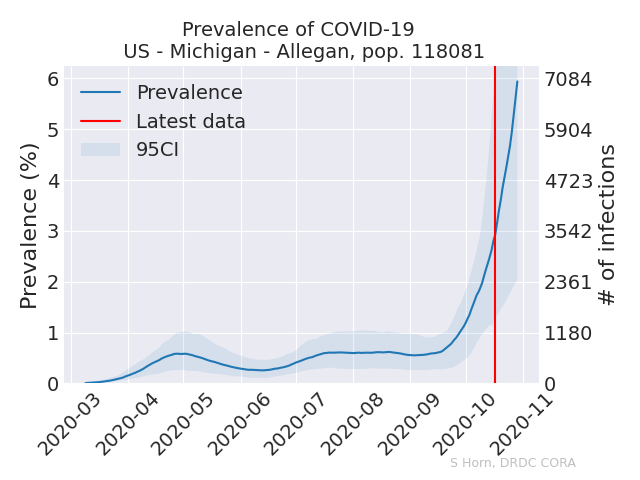 Prevalence of COVID-19
US - Michigan - Allegan, pop. 118081
Prevalence
Latest data
95CI
Prevalence (%)
6
5
4
3
2
1
0
7084
5904
4723
3542
2361
1180
0
# of infections
2020-03
2020-04
2020-05
2020-06
2020-07
2020-08
2020-09
2020-10
2020-11
S Horn, DRDC CORA